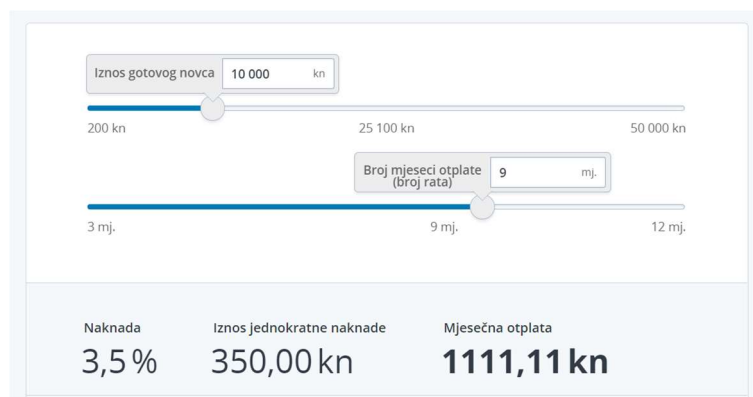 Iznos gotovog novca 10 000 kn
200 kn 25 100 kn 50 000 kn
Broj mjeseci otplate 9 mj.
(broj rata)
3 mj. 9 mj. 12 mj.
Naknada Iznos jednokratne naknade Mjesečna otplata
3,5 % 350,00 kn 1111,11 kn